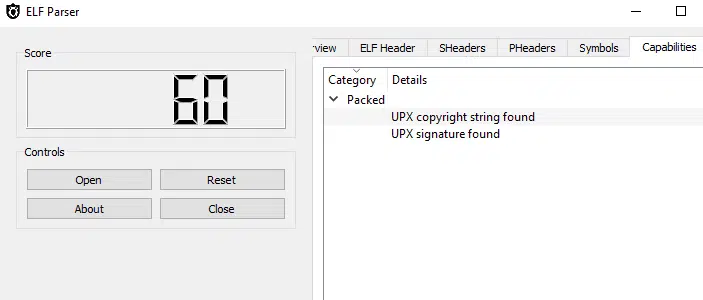 ELF Parser
Score
60
Controls
Open
Reset
About
Close
rview
ELF Header
SHeaders
PHeaders
Symbols
Capabilities
Category
Details
Packed
UPX copyright string found
UPX signature found